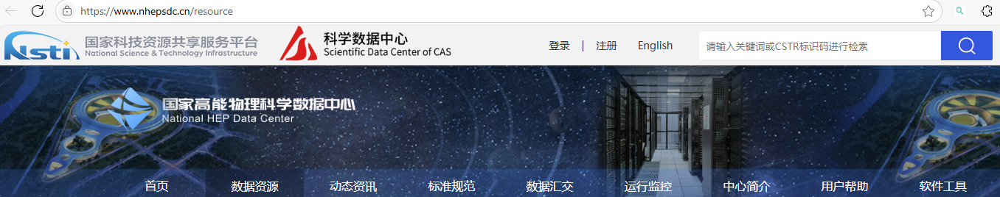 https://www.nhepsdc.cn/resource
Nsti 国家科技资源共享服务平台
National Science & Technology Infrastructure
科学数据中心
Scientific Data Center of CAS
登录 | 注册 English
请输入关键词或CSTR标识码进行检索
国家高能物理科学数据中心
National HEP Data Center
首页 数据资源 动态资讯 标准规范 数据汇交 运行监控 中心简介 用户帮助 软件工具